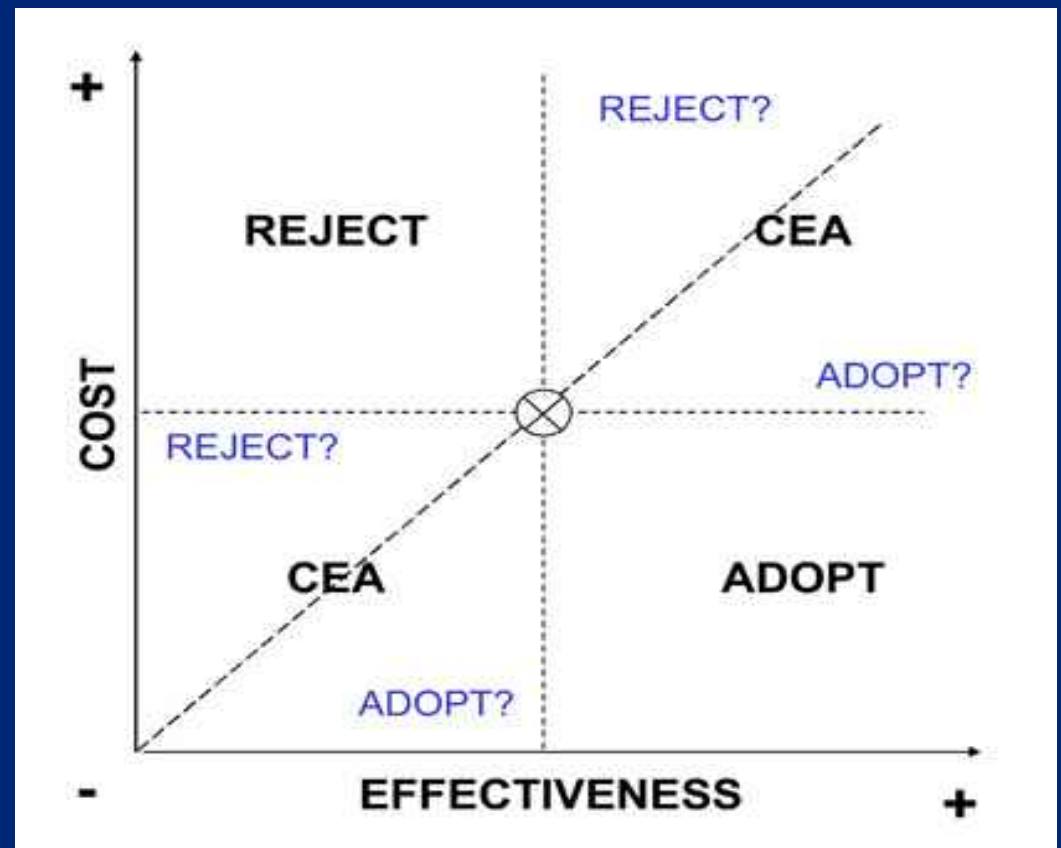 +
REJECT?
REJECT
CEA
COST
ADOPT?
REJECT?
CEA
ADOPT
ADOPT?
-
EFFECTIVENESS
+